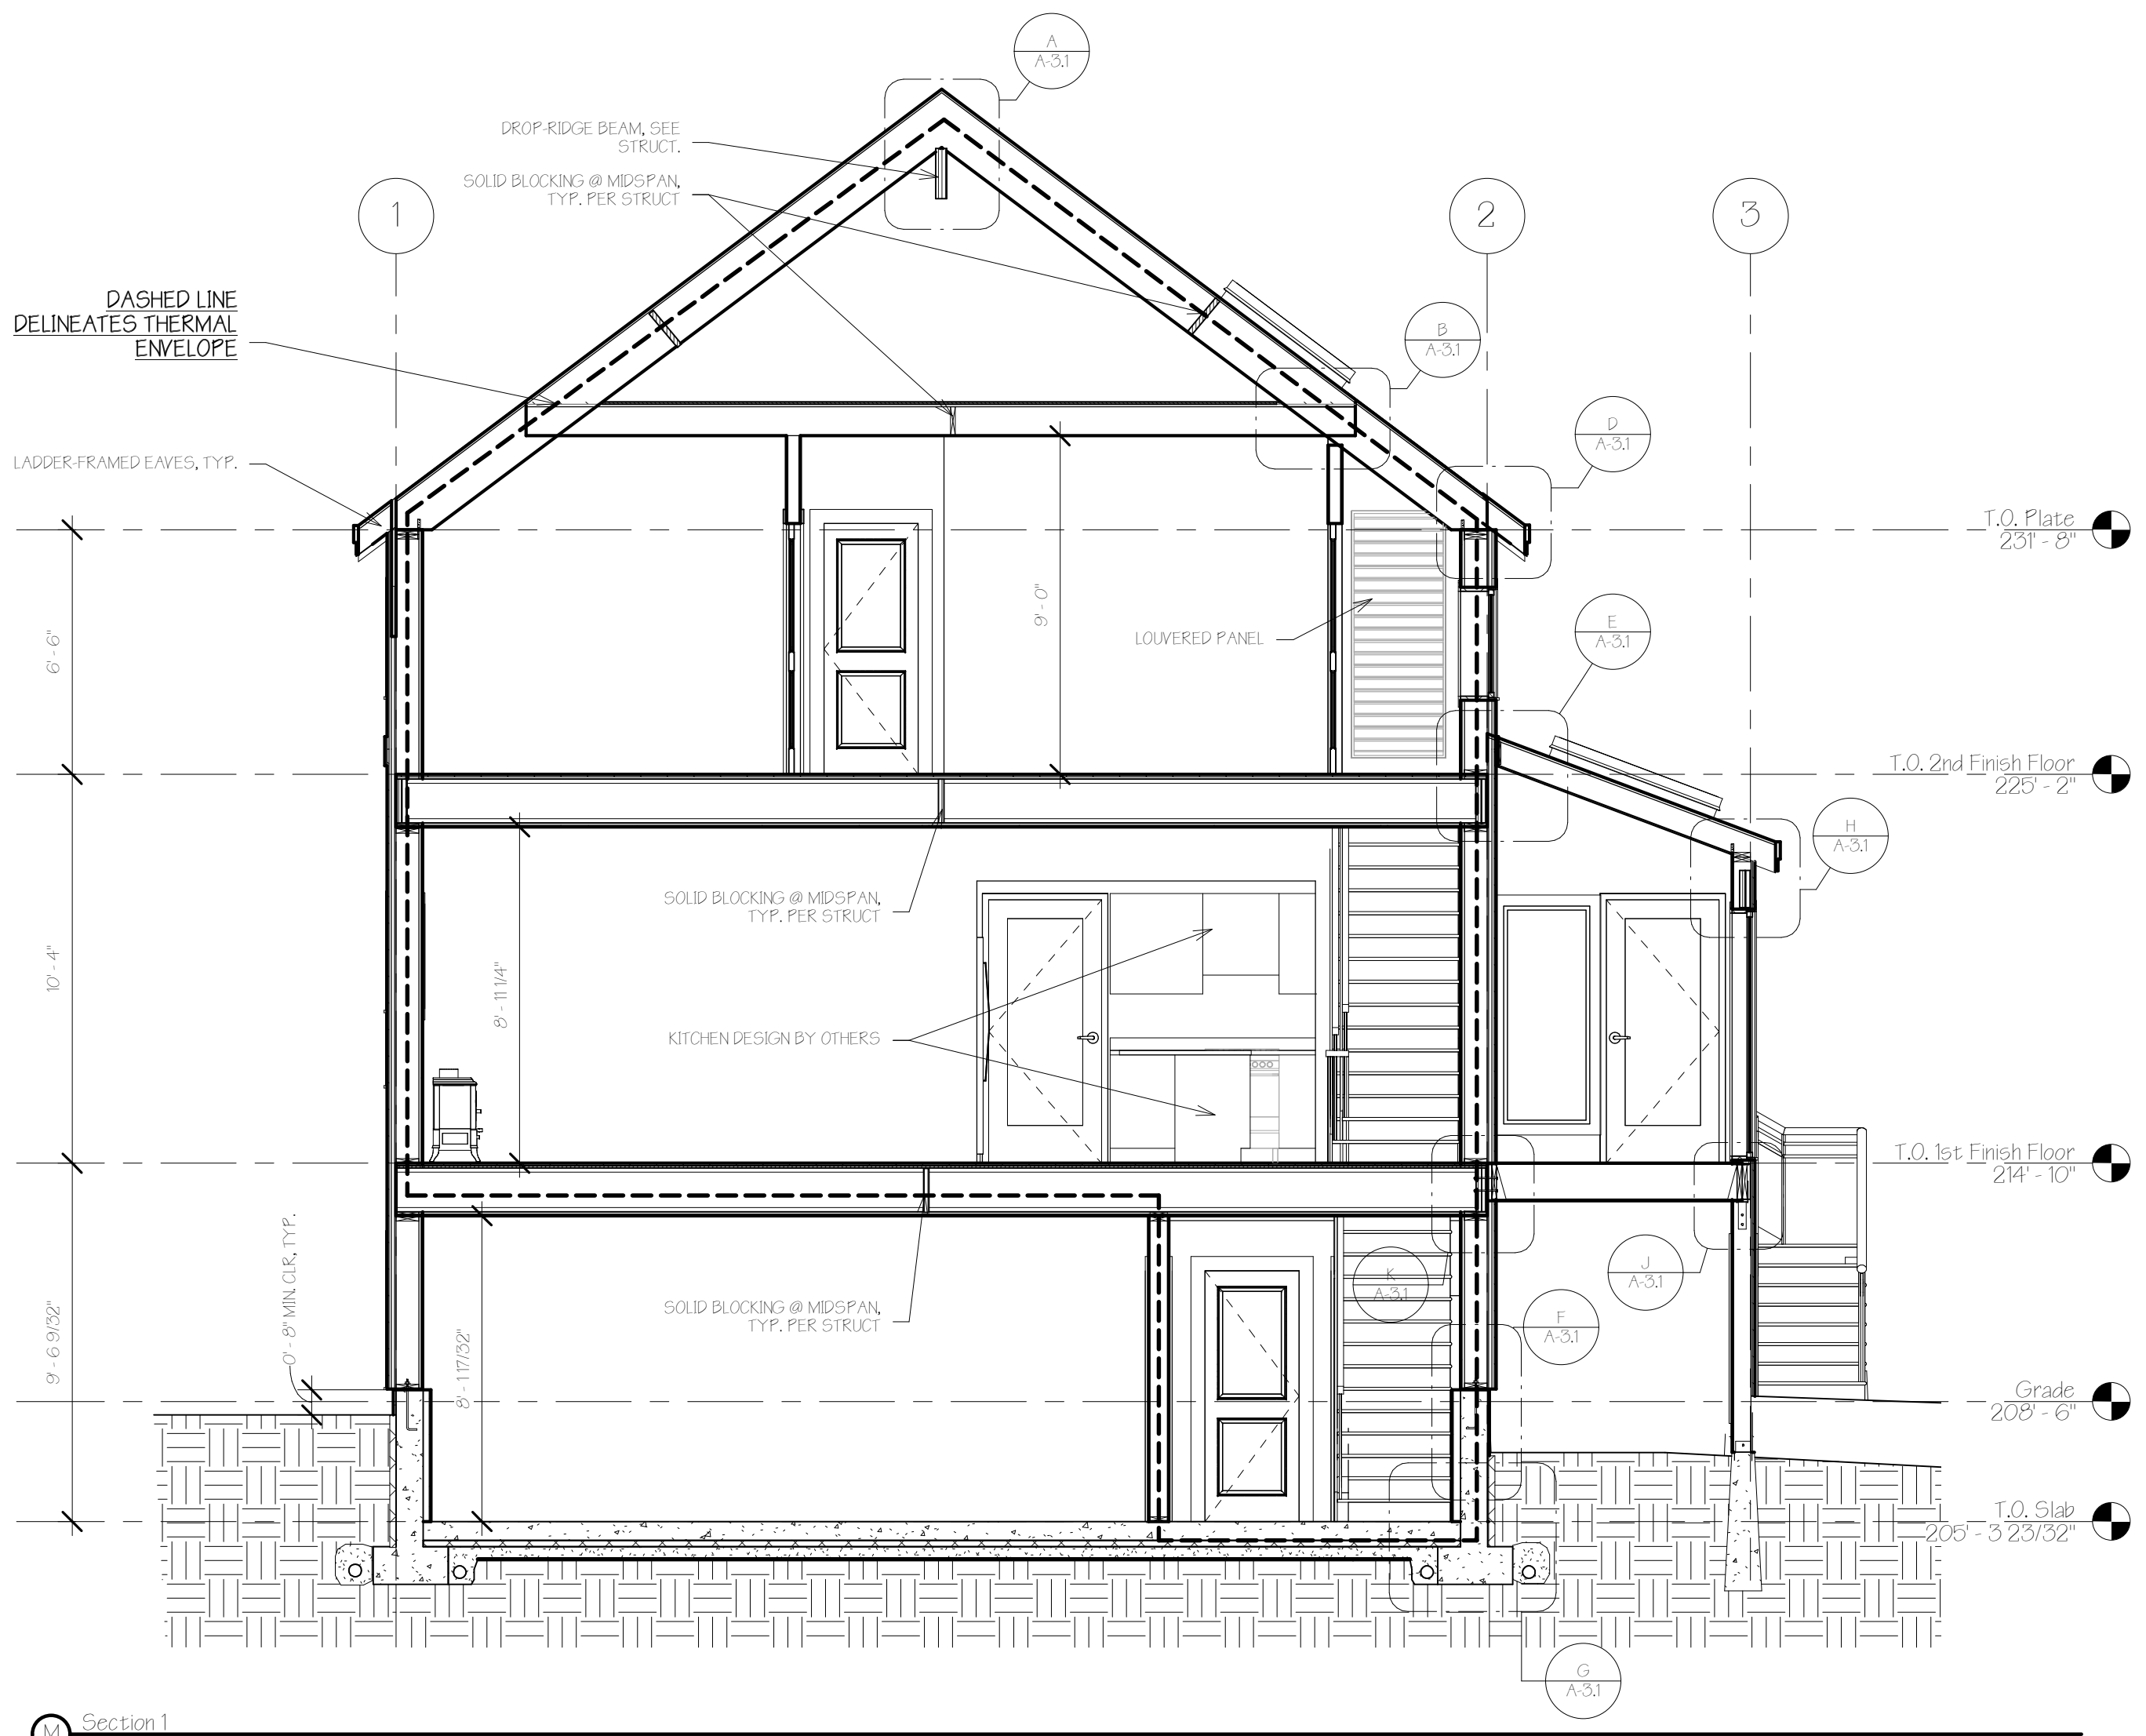 A
A-3.1
DROP-RIDGE BEAM, SEE
STRUCT.
SOLID BLOCKING @ MIDSPAN,
TYP. PER STRUCT
1
2
3
DASHED LINE
DELINEATES THERMAL
ENVELOPE
B
A-3.1
D
A-3.1
LADDER-FRAMED EAVES, TYP.
T.O. Plate
231' - 8"
6' - 6"
9' - 0"
LOUVERED PANEL
E
A-3.1
T.O. 2nd Finish Floor
225' - 2"
H
A-3.1
SOLID BLOCKING @ MIDSPAN,
TYP. PER STRUCT
10' - 4"
8' - 11 1/4"
KITCHEN DESIGN BY OTHERS
T.O. 1st Finish Floor
214' - 10"
K
A-3.1
J
A-3.1
F
A-3.1
0' - 8" MIN. CLR, TYP.
9' - 6 9/32"
8' - 1 17/32"
SOLID BLOCKING @ MIDSPAN,
TYP. PER STRUCT
Grade
208' - 6"
T.O. Slab
205' - 3 23/32"
G
A-3.1
M
Section 1